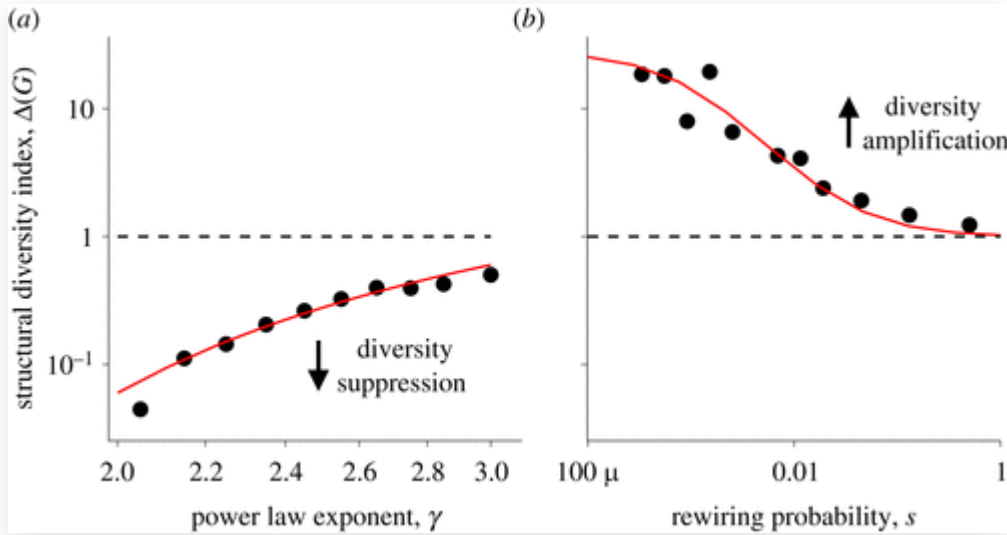 (a)
structural diversity index, Δ(G)
10
1
10⁻¹
diversity
suppression
2.0 2.2 2.4 2.6 2.8 3.0
power law exponent, γ
(b)
diversity
amplification
100 μ 0.01 1
rewiring probability, s